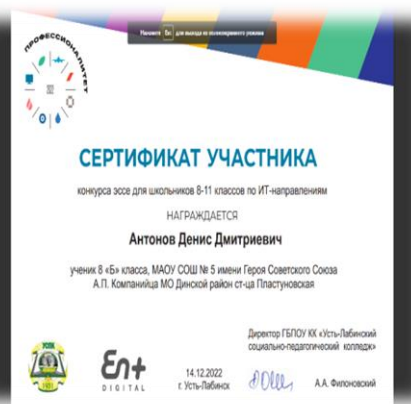 Нажмите Esc для выхода из полноэкранного режима
ПРОФЕССИОНАЛИТЕТ
СЕРТИФИКАТ УЧАСТНИКА
конкурса эссе для школьников 8-11 классов по ИТ-направлениям
НАГРАЖДАЕТСЯ
Антонов Денис Дмитриевич
ученик 8 «Б» класса, МАОУ СОШ № 5 имени Героя Советского Союза
А.П. Компанийца МО Динской район ст-ца Пластуновская
Директор ГБПОУ КК «Усть-Лабинский
социально-педагогический колледж»
En+
DIGITAL
14.12.2022
г. Усть-Лабинск
А.А. Филоновский